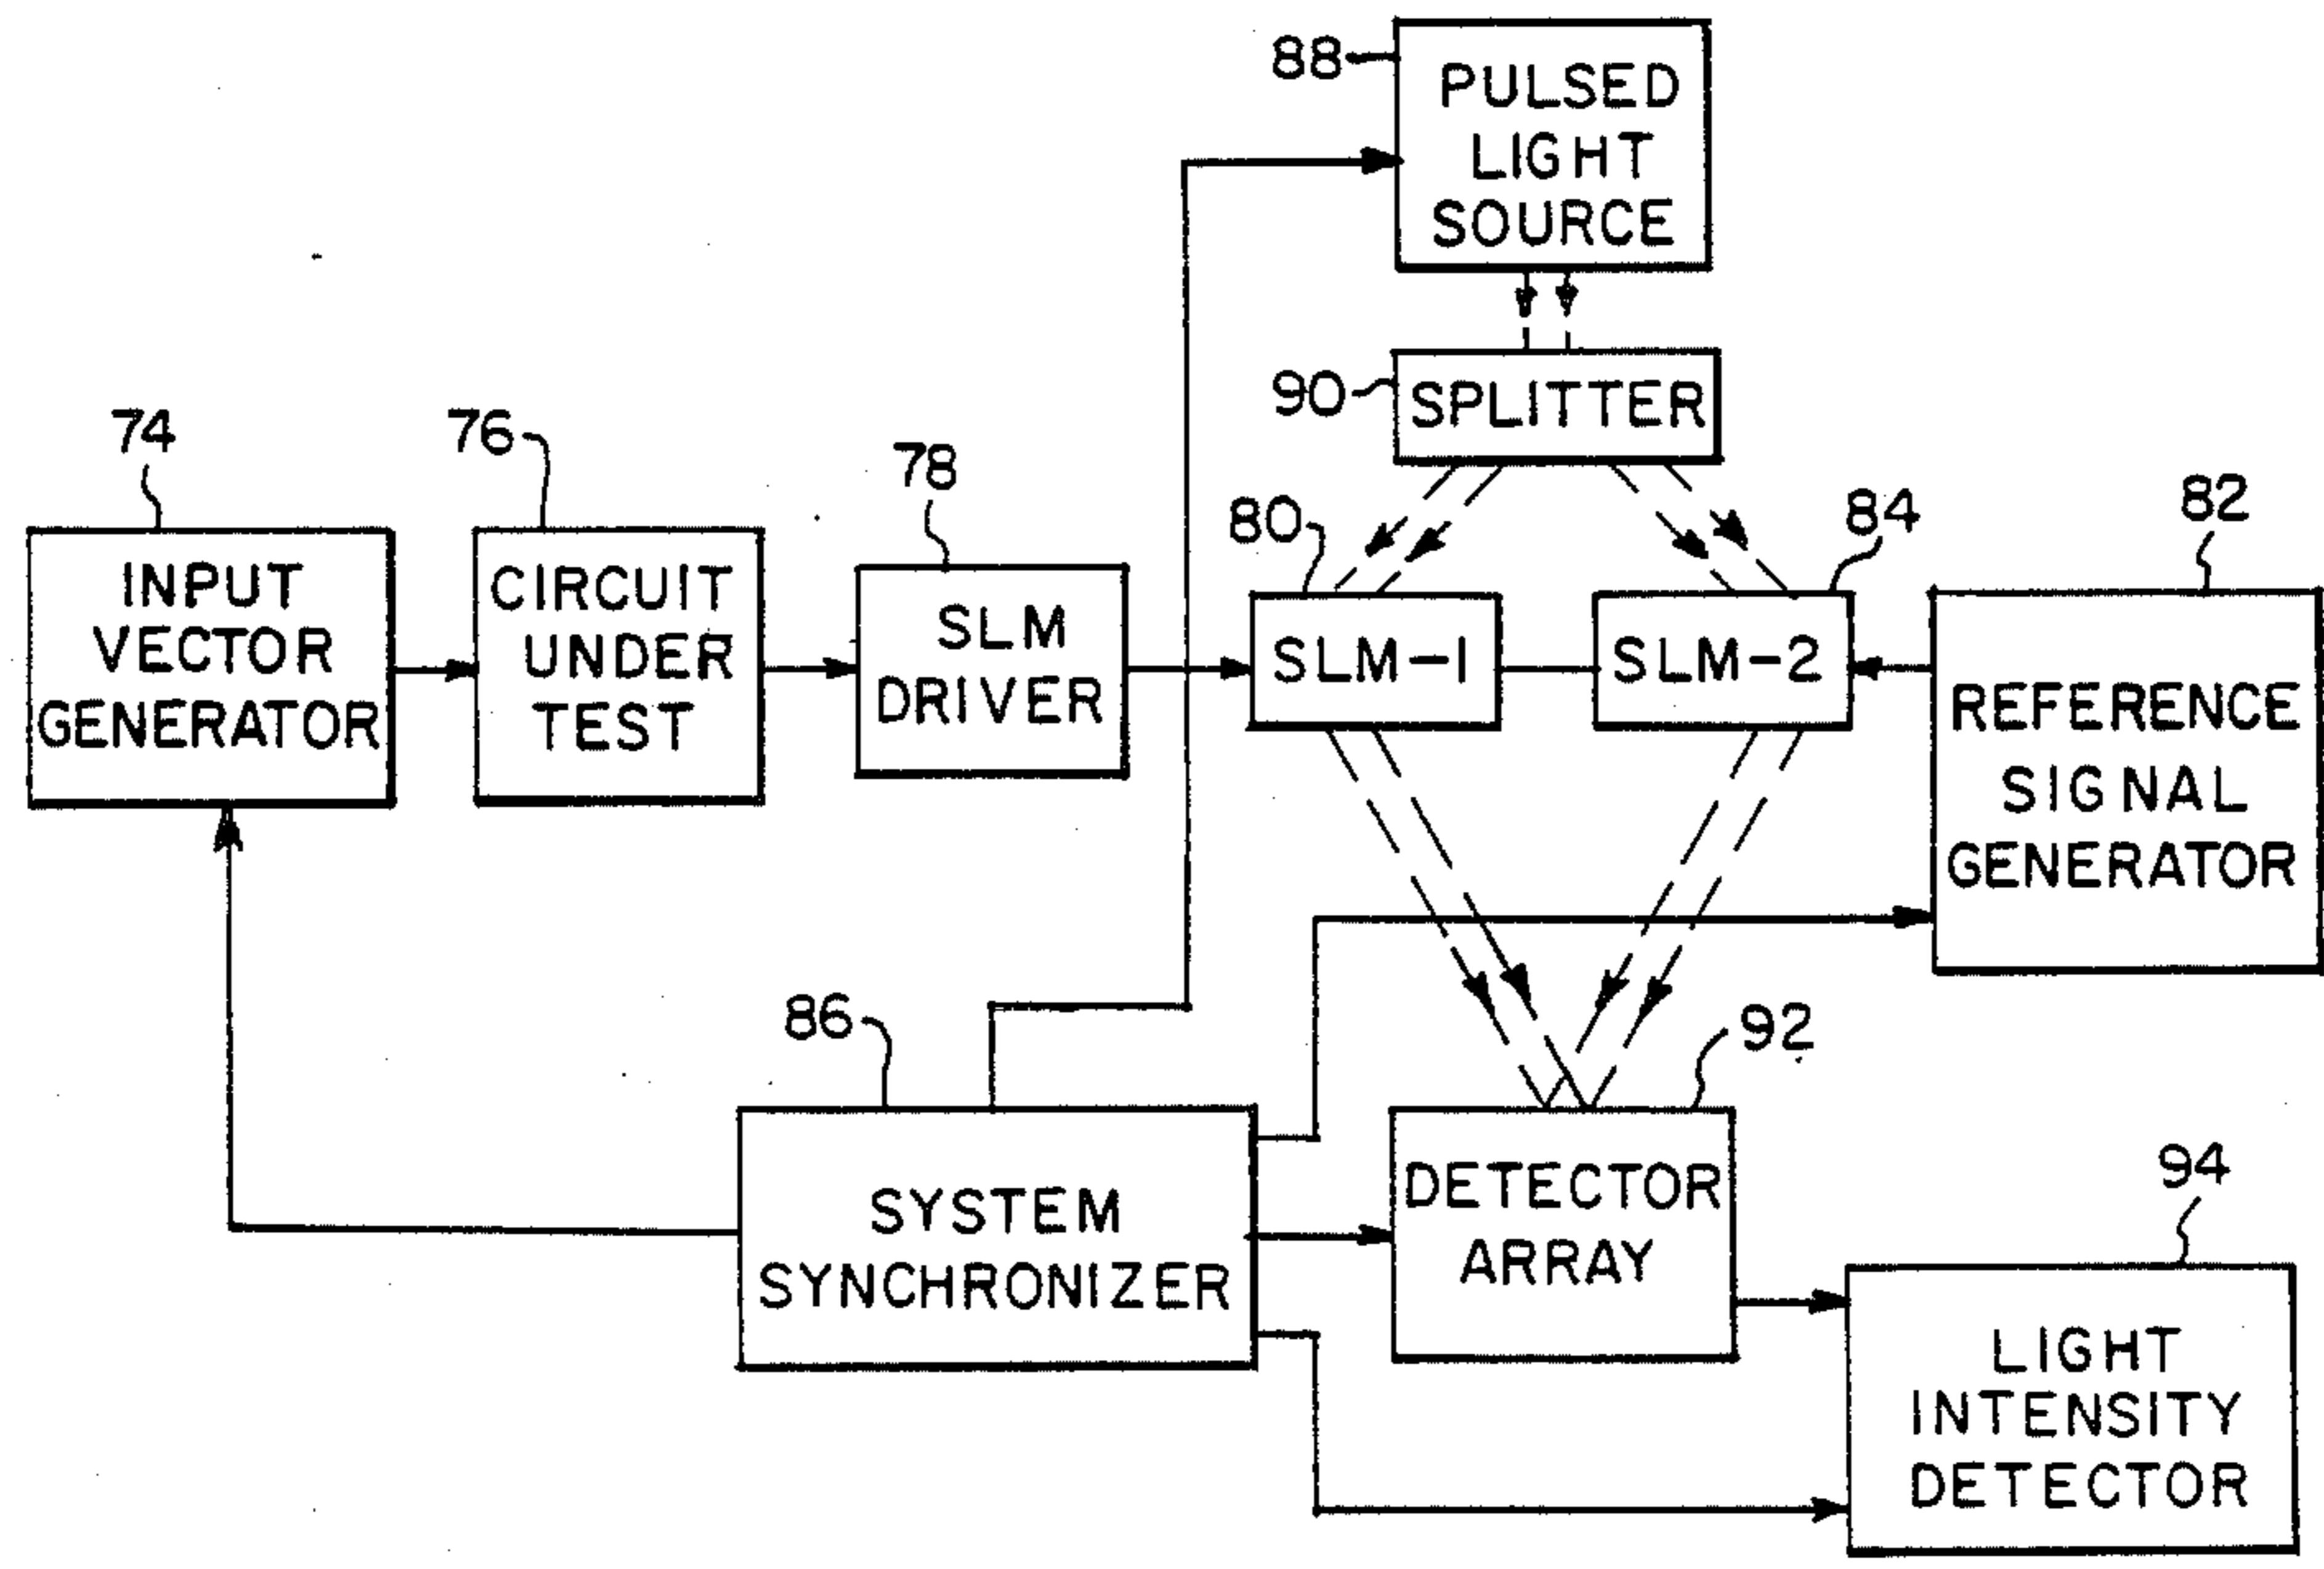 88
PULSED
LIGHT
SOURCE
90
SPLITTER
74
INPUT
VECTOR
GENERATOR
76
CIRCUIT
UNDER
TEST
78
SLM
DRIVER
80
SLM-1
84
SLM-2
82
REFERENCE
SIGNAL
GENERATOR
86
SYSTEM
SYNCHRONIZER
92
DETECTOR
ARRAY
94
LIGHT
INTENSITY
DETECTOR